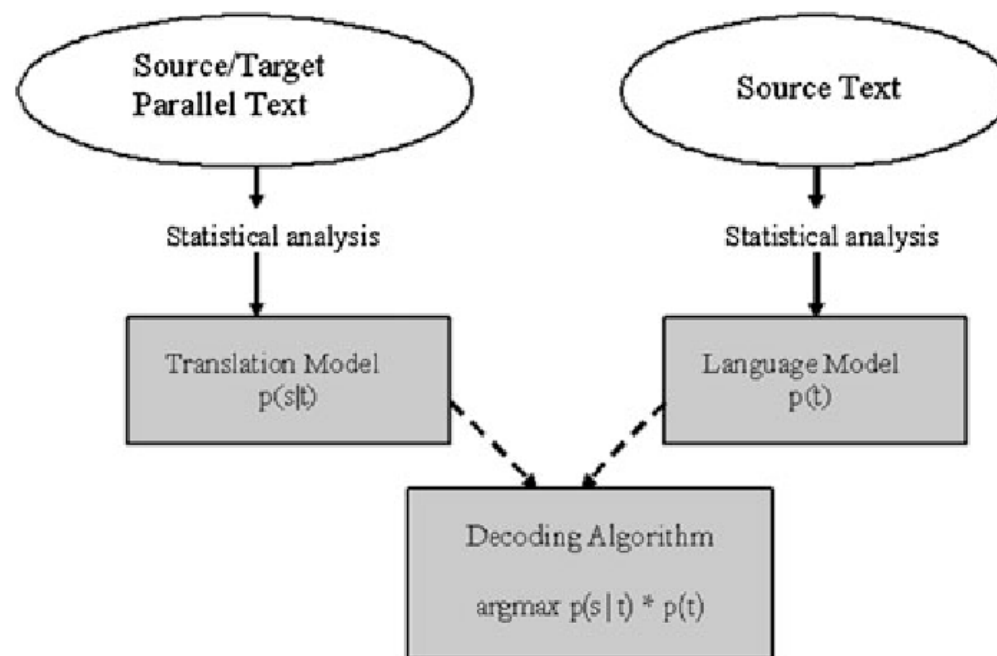 Source/Target
Parallel Text
Source Text
Statistical analysis
Statistical analysis
Translation Model
p(s|t)
Language Model
p(t)
Decoding Algorithm
argmax p(s|t) * p(t)